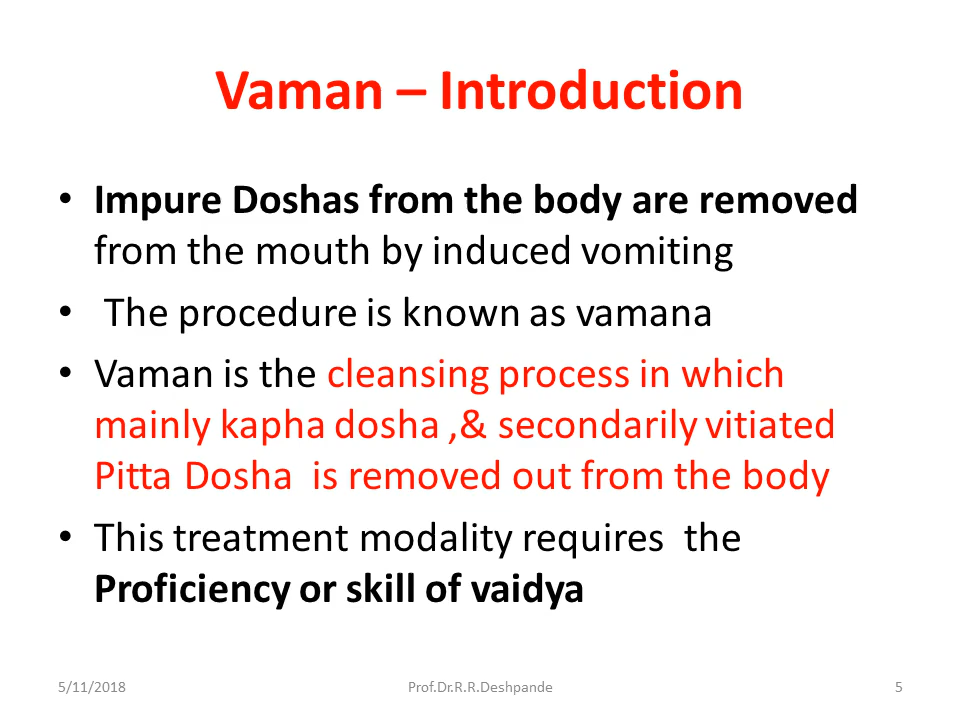 Vaman – Introduction
• Impure Doshas from the body are removed
from the mouth by induced vomiting
• The procedure is known as vamana
• Vaman is the cleansing process in which
mainly kapha dosha ,& secondarily vitiated
Pitta Dosha  is removed out from the body
• This treatment modality requires  the
Proficiency or skill of vaidya
5/11/2018
Prof.Dr.R.R.Deshpande
5